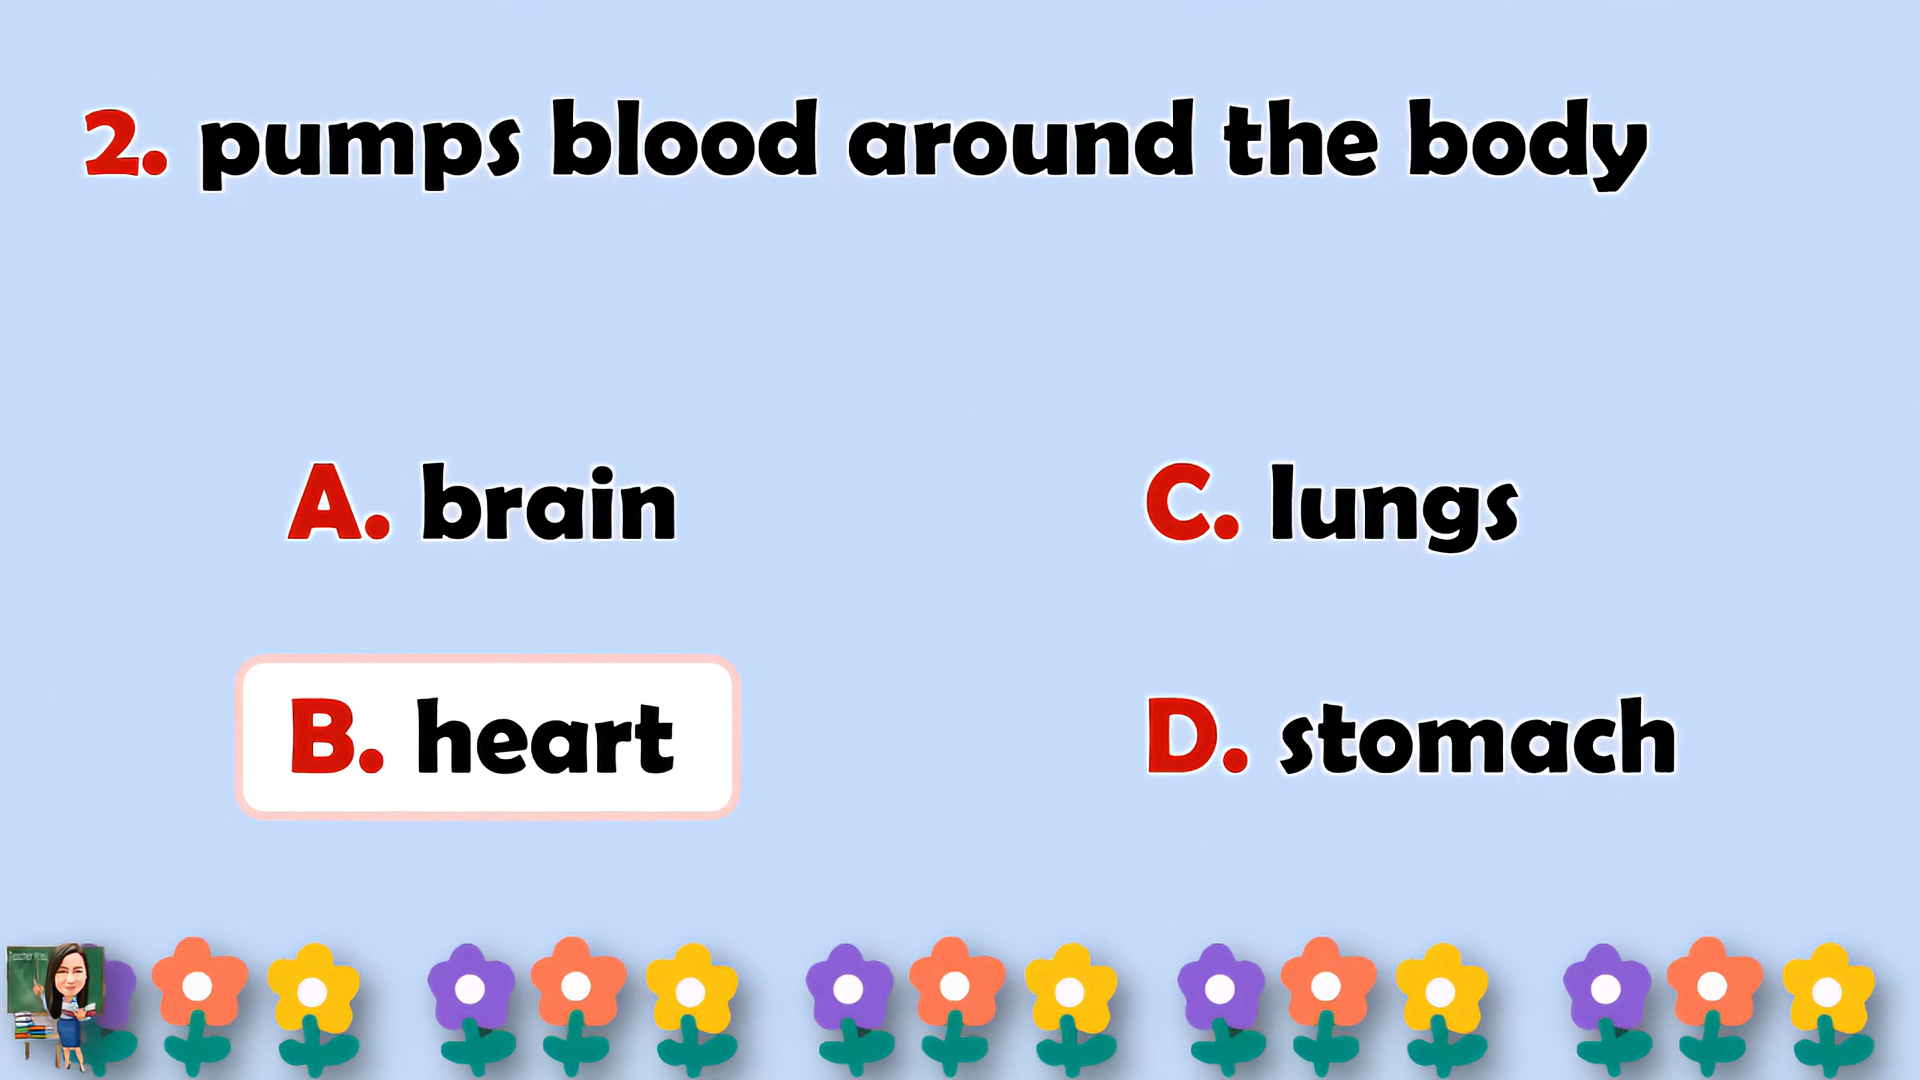 2. pumps blood around the body
A. brain
B. heart
C. lungs
D. stomach